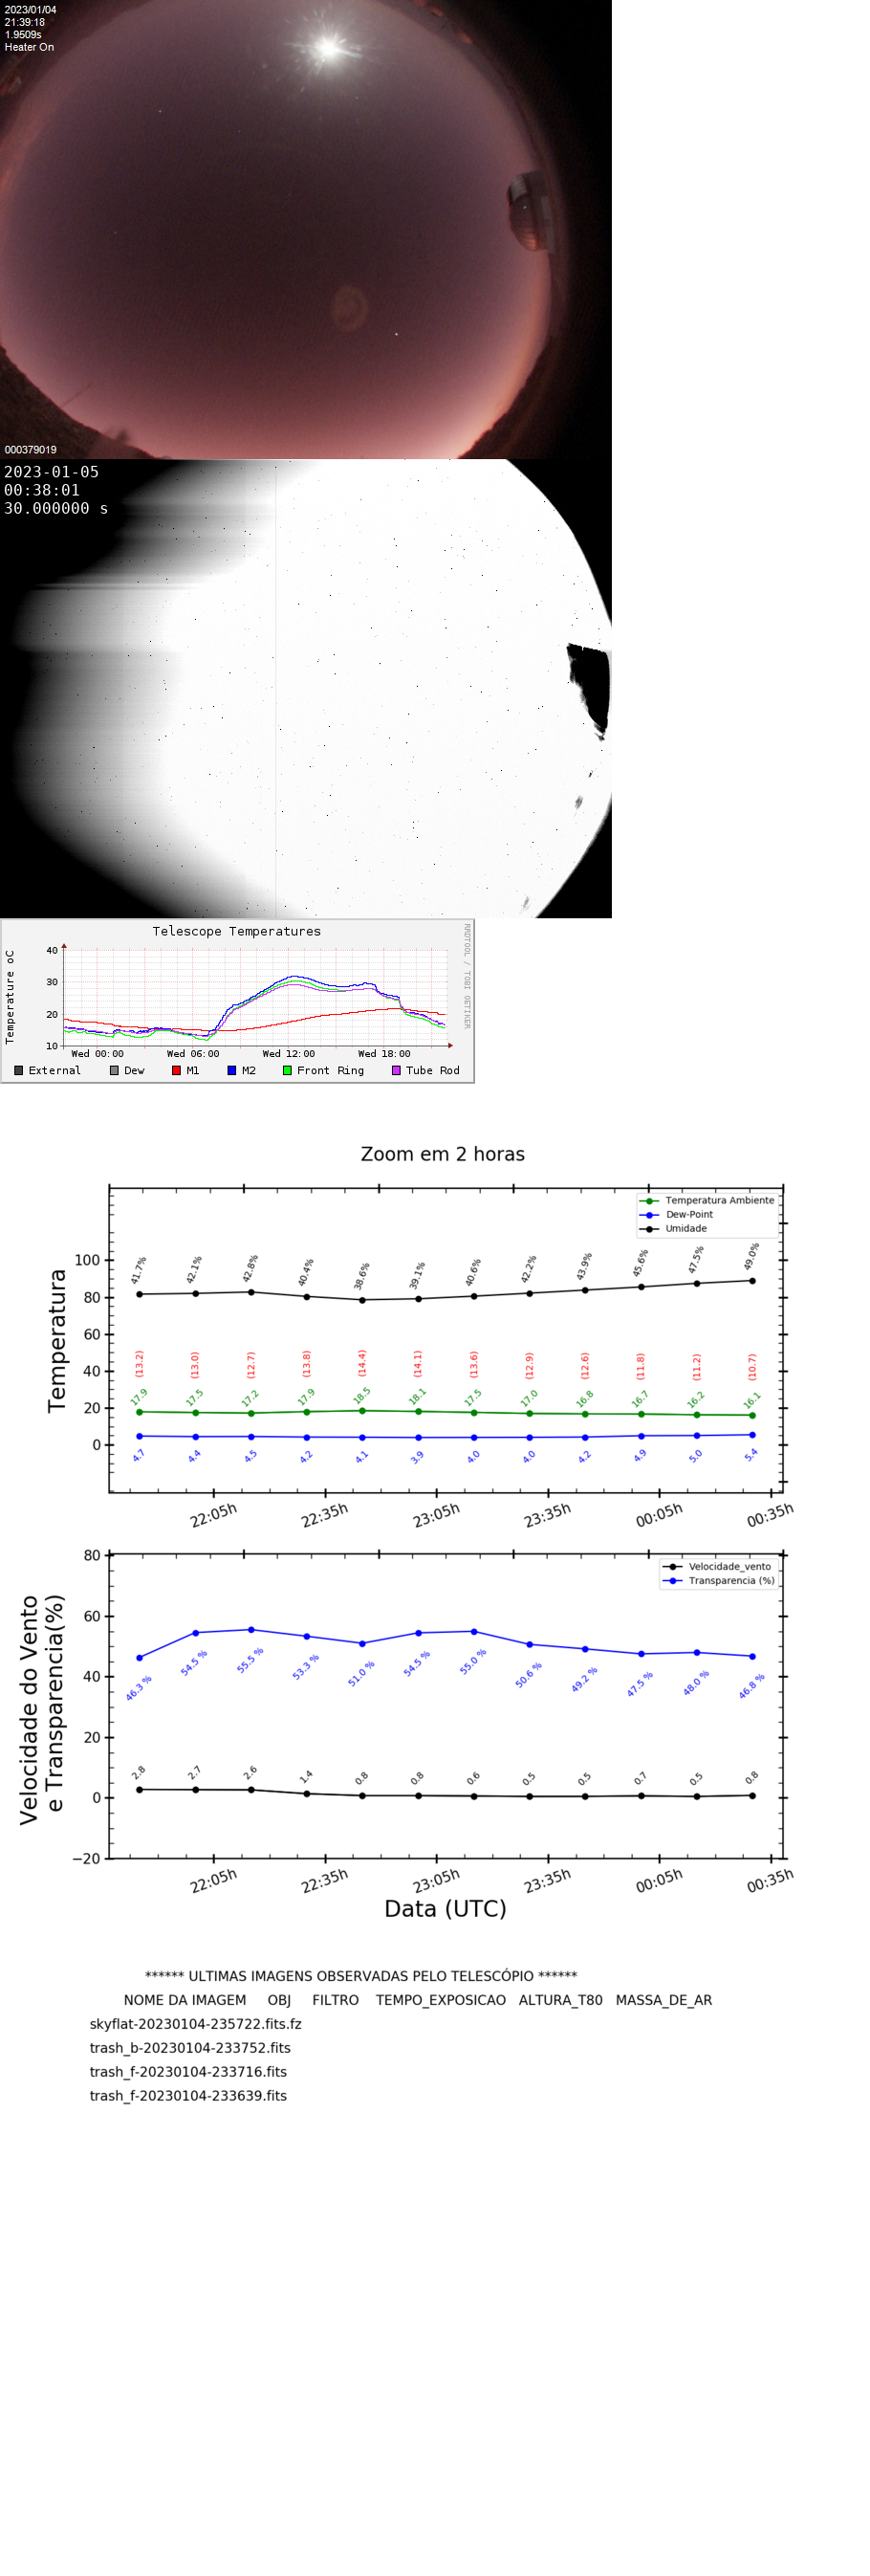 2023/01/04
21:39:18
1.9509s
Heater On
000379019
2023-01-05
00:38:01
30.000000 s
Telescope Temperatures
RRDTOOL / TOBI OETIKER
Temperature oC
40
30
20
10
Wed 00:00 Wed 06:00 Wed 12:00 Wed 18:00
External Dew M1 M2 Front Ring Tube Rod
Zoom em 2 horas
Temperatura Ambiente
Dew-Point
Umidade
Temperatura
100
80
60
40
20
0
41.7% 42.1% 42.8% 40.4% 38.6% 39.1% 40.6% 42.2% 43.9% 45.6% 47.5% 49.0%
(13.2) (13.0) (12.7) (13.8) (14.4) (14.1) (13.6) (12.9) (12.6) (11.8) (11.2) (10.7)
17.9 17.5 17.2 17.9 18.5 18.1 17.5 17.0 16.8 16.7 16.2 16.1
4.7 4.4 4.5 4.2 4.1 3.9 4.0 4.0 4.2 4.9 5.0 5.4
22:05h 22:35h 23:05h 23:35h 00:05h 00:35h
Velocidade_vento
Transparencia (%)
Velocidade do Vento
e Transparencia(%)
80
60
40
20
0
−20
46.3 % 54.5 % 55.5 % 53.3 % 51.0 % 54.5 % 55.0 % 50.6 % 49.2 % 47.5 % 48.0 % 46.8 %
2.8 2.7 2.6 1.4 0.8 0.8 0.6 0.5 0.5 0.7 0.5 0.8
22:05h 22:35h 23:05h 23:35h 00:05h 00:35h
Data (UTC)
****** ULTIMAS IMAGENS OBSERVADAS PELO TELESCÓPIO ******
NOME DA IMAGEM OBJ FILTRO TEMPO_EXPOSICAO ALTURA_T80 MASSA_DE_AR
skyflat-20230104-235722.fits.fz
trash_b-20230104-233752.fits
trash_f-20230104-233716.fits
trash_f-20230104-233639.fits